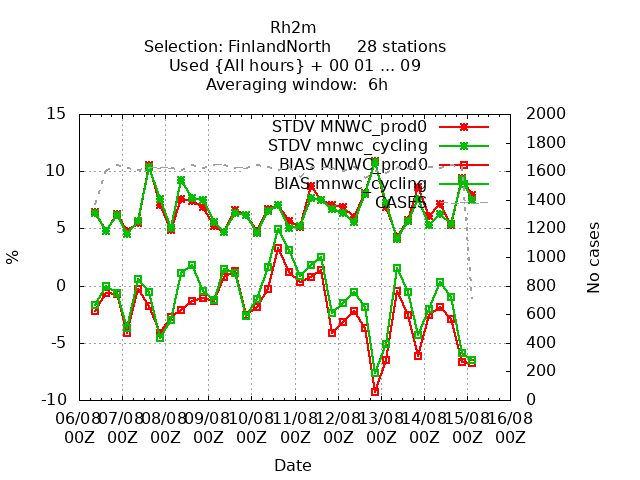 Rh2m
Selection: FinlandNorth 28 stations
Used {All hours} + 00 01 ... 09
Averaging window: 6h
15 2000
STDV MNWC_prod0
1800
STDV mnwc_cycling
10 BIAS MNWC_prod0 1600
BIAS mnwc_cycling
1400
CASES
5 1200
1000
% 0 800 No cases
600
-5 400
200
-10 0
06/08 07/08 08/08 09/08 10/08 11/08 12/08 13/08 14/08 15/08 16/08
00Z 00Z 00Z 00Z 00Z 00Z 00Z 00Z 00Z 00Z 00Z
Date